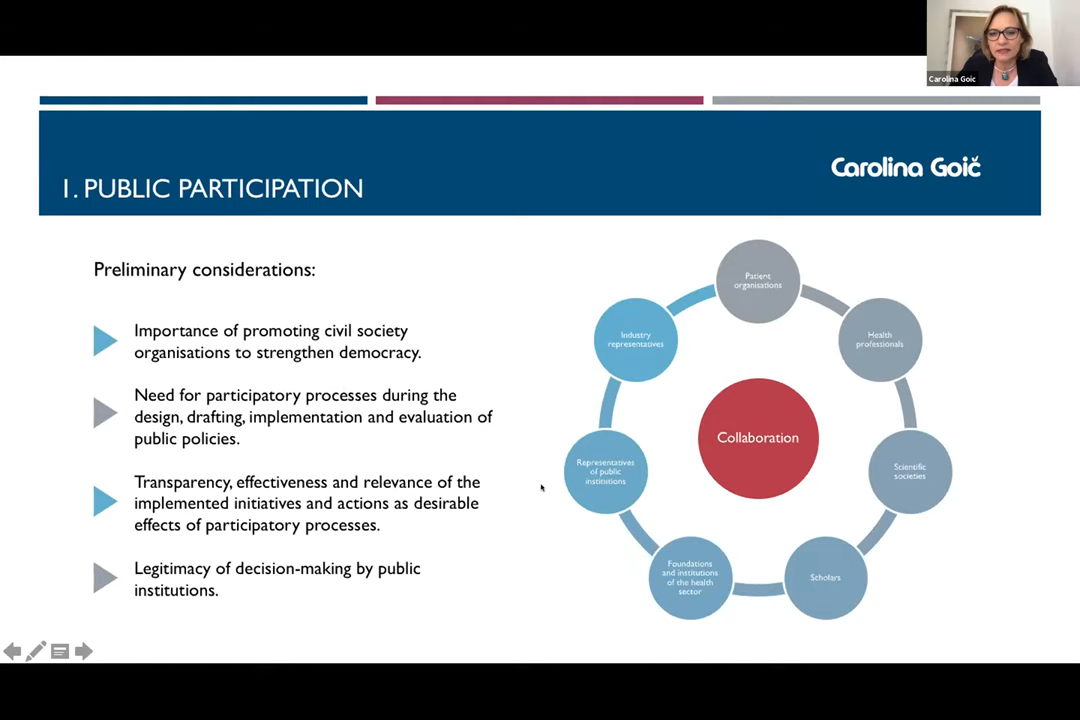 Carolina Goic
Carolina Goič
1. PUBLIC PARTICIPATION
Preliminary considerations:
Importance of promoting civil society
organisations to strengthen democracy.
Need for participatory processes during the
design, drafting, implementation and evaluation of
public policies.
Transparency, effectiveness and relevance of the
implemented initiatives and actions as desirable
effects of participatory processes.
Legitimacy of decision-making by public
institutions.
Patient
organisations
Health
professionals
Scientific
societies
Scholars
Foundations
and institutions
of the health
sector
Representatives
of public
institutions
Industry
representatives
Collaboration